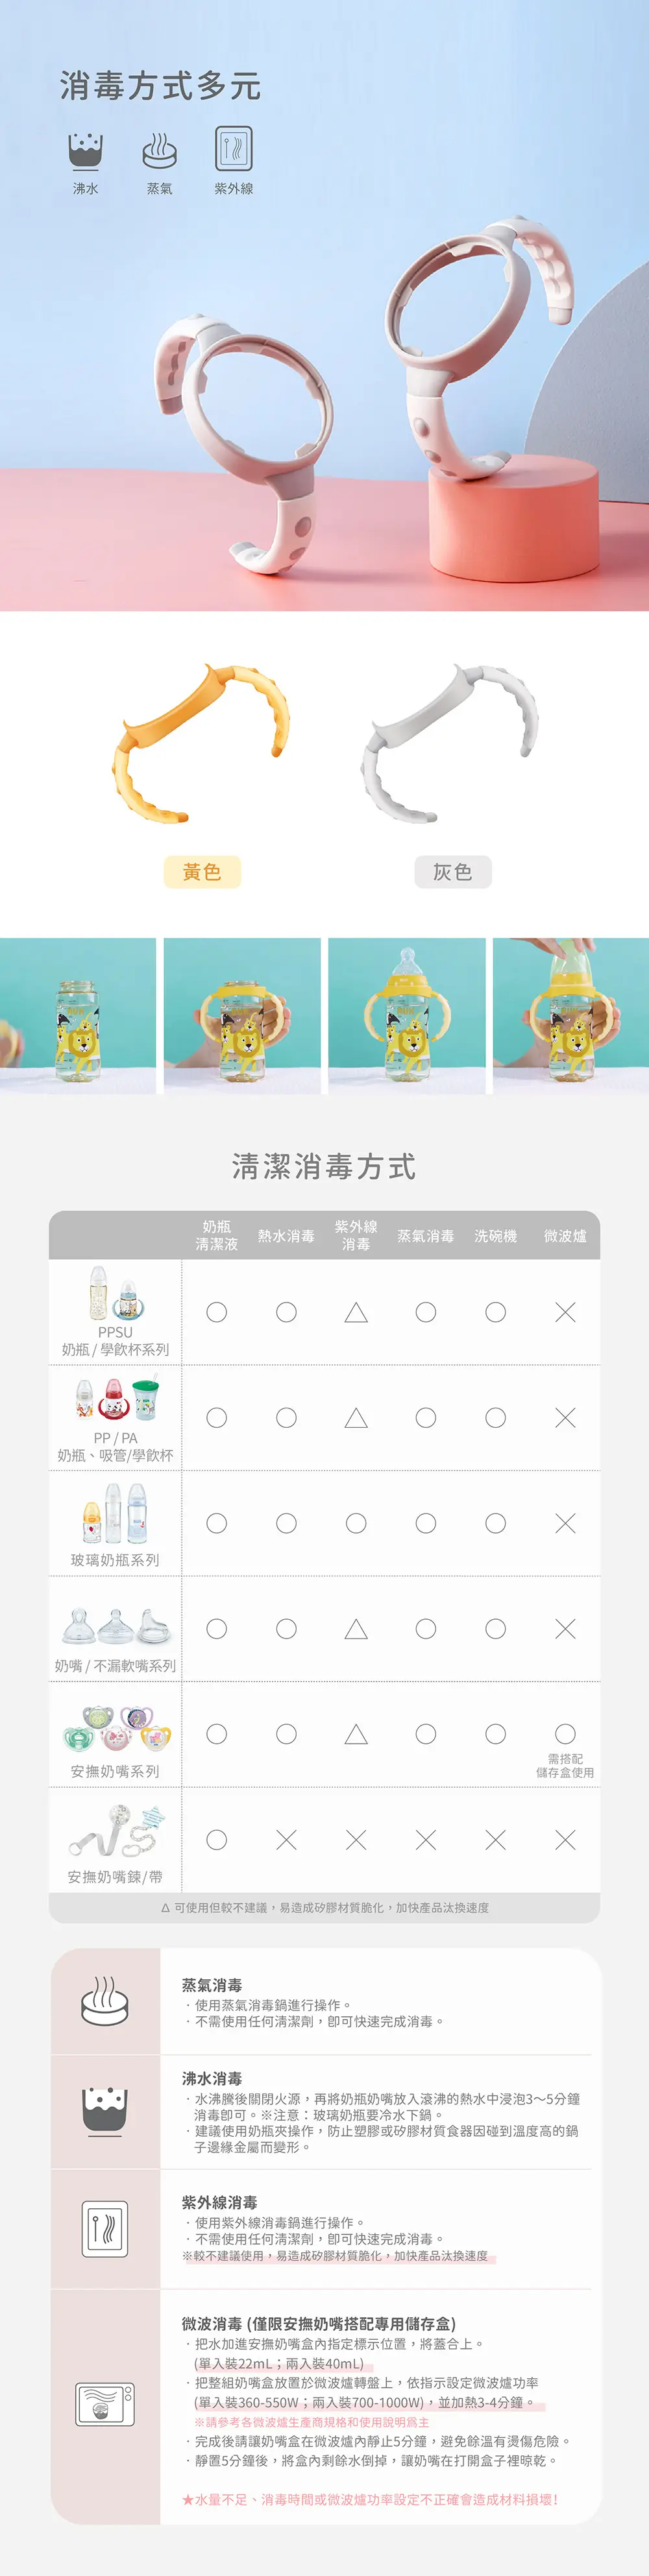 消毒方式多元
沸水
蒸氣
紫外線
黃色
灰色
清潔消毒方式
奶瓶
清潔液
熱水消毒
紫外線
消毒
蒸氣消毒
洗碗機
微波爐
PPSU
奶瓶 / 學飲杯系列
○ ○ △ ○ ○ ×
PP / PA
奶瓶、吸管/學飲杯
○ ○ △ ○ ○ ×
玻璃奶瓶系列
○ ○ ○ ○ ○ ×
奶嘴 / 不漏軟嘴系列
○ ○ △ ○ ○ ×
安撫奶嘴系列
○ ○ △ ○ ○ ○
需搭配
儲存盒使用
安撫奶嘴鍊/帶
○ × × × × ×
△ 可使用但較不建議，易造成矽膠材質脆化，加快產品汰換速度
蒸氣消毒
· 使用蒸氣消毒鍋進行操作。
· 不需使用任何清潔劑，即可快速完成消毒。
沸水消毒
· 水沸騰後關閉火源，再將奶瓶奶嘴放入滾沸的熱水中浸泡3～5分鐘
消毒即可。※注意：玻璃奶瓶要冷水下鍋。
· 建議使用奶瓶夾操作，防止塑膠或矽膠材質食器因碰到溫度高的鍋
子邊緣金屬而變形。
紫外線消毒
· 使用紫外線消毒鍋進行操作。
· 不需使用任何清潔劑，即可快速完成消毒。
※較不建議使用，易造成矽膠材質脆化，加快產品汰換速度
微波消毒 (僅限安撫奶嘴搭配專用儲存盒)
· 把水加進安撫奶嘴盒內指定標示位置，將蓋合上。
(單入裝22mL；兩入裝40mL)
· 把整組奶嘴盒放置於微波爐轉盤上，依指示設定微波爐功率
(單入裝360-550W；兩入裝700-1000W)，並加熱3-4分鐘。
※請參考各微波爐生產商規格和使用說明為主
· 完成後請讓奶嘴盒在微波爐內靜止5分鐘，避免餘溫有燙傷危險。
· 靜置5分鐘後，將盒內剩餘水倒掉，讓奶嘴在打開盒子裡晾乾。
★水量不足、消毒時間或微波爐功率設定不正確會造成材料損壞！